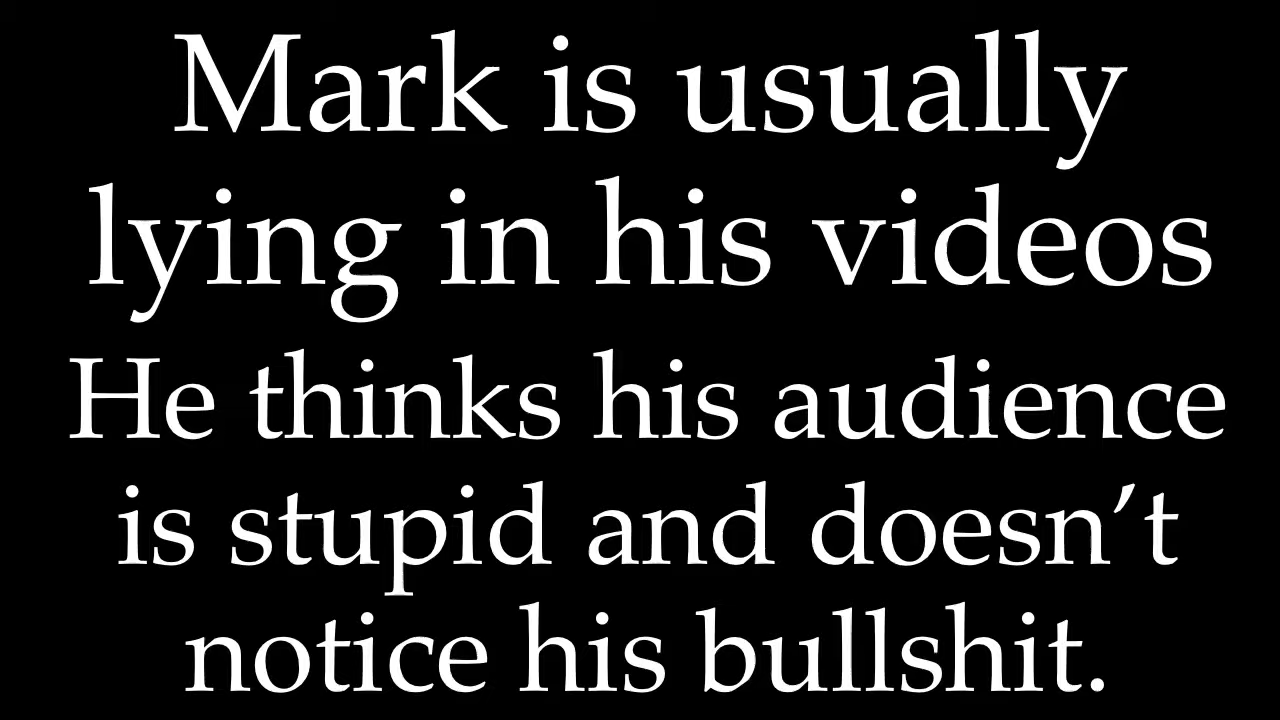 Mark is usually
lying in his videos
He thinks his audience
is stupid and doesn’t
notice his bullshit.